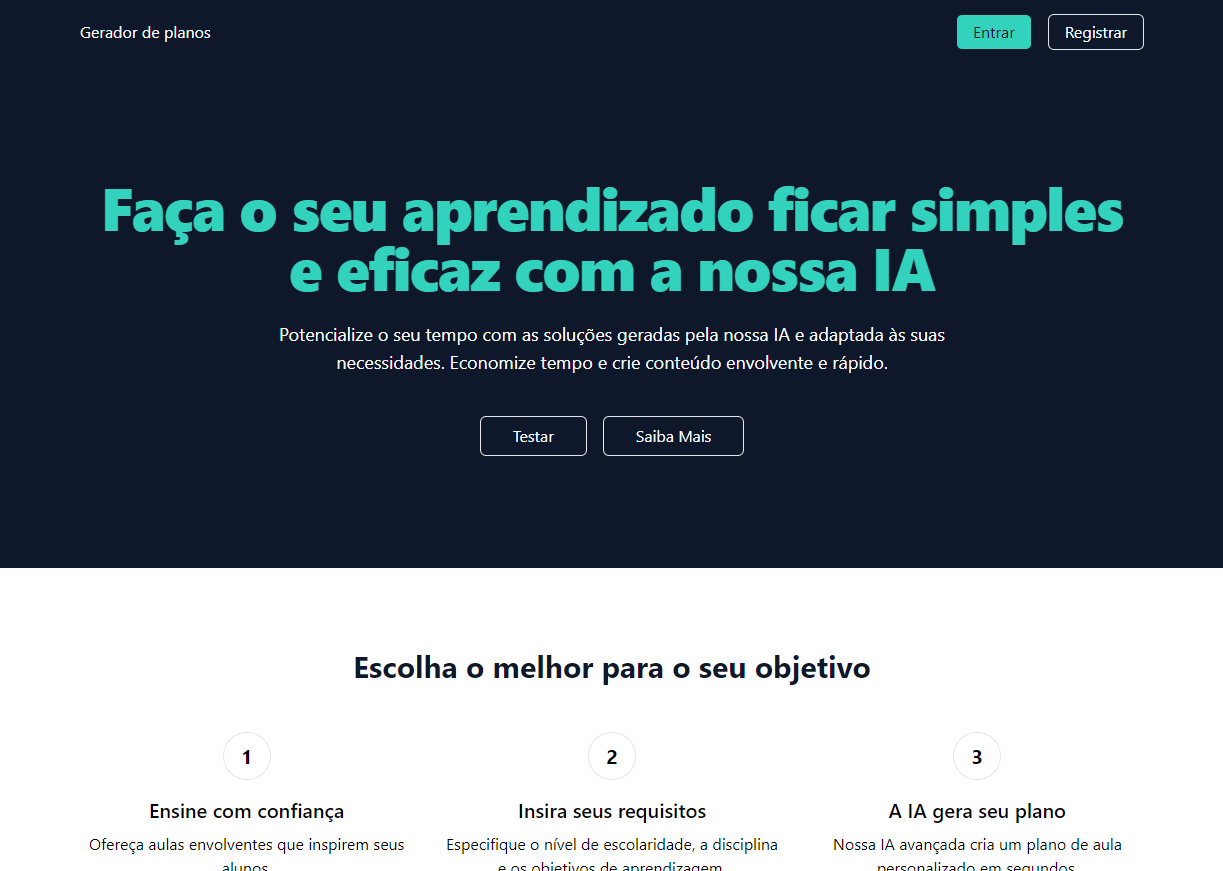 Gerador de planos
Entrar
Registrar
Faça o seu aprendizado ficar simples
e eficaz com a nossa IA
Potencialize o seu tempo com as soluções geradas pela nossa IA e adaptada às suas
necessidades. Economize tempo e crie conteúdo envolvente e rápido.
Testar
Saiba Mais
Escolha o melhor para o seu objetivo
1
Ensine com confiança
Ofereça aulas envolventes que inspirem seus
alunos
2
Insira seus requisitos
Especifique o nível de escolaridade, a disciplina
e os objetivos de aprendizagem
3
A IA gera seu plano
Nossa IA avançada cria um plano de aula
personalizado em segundos